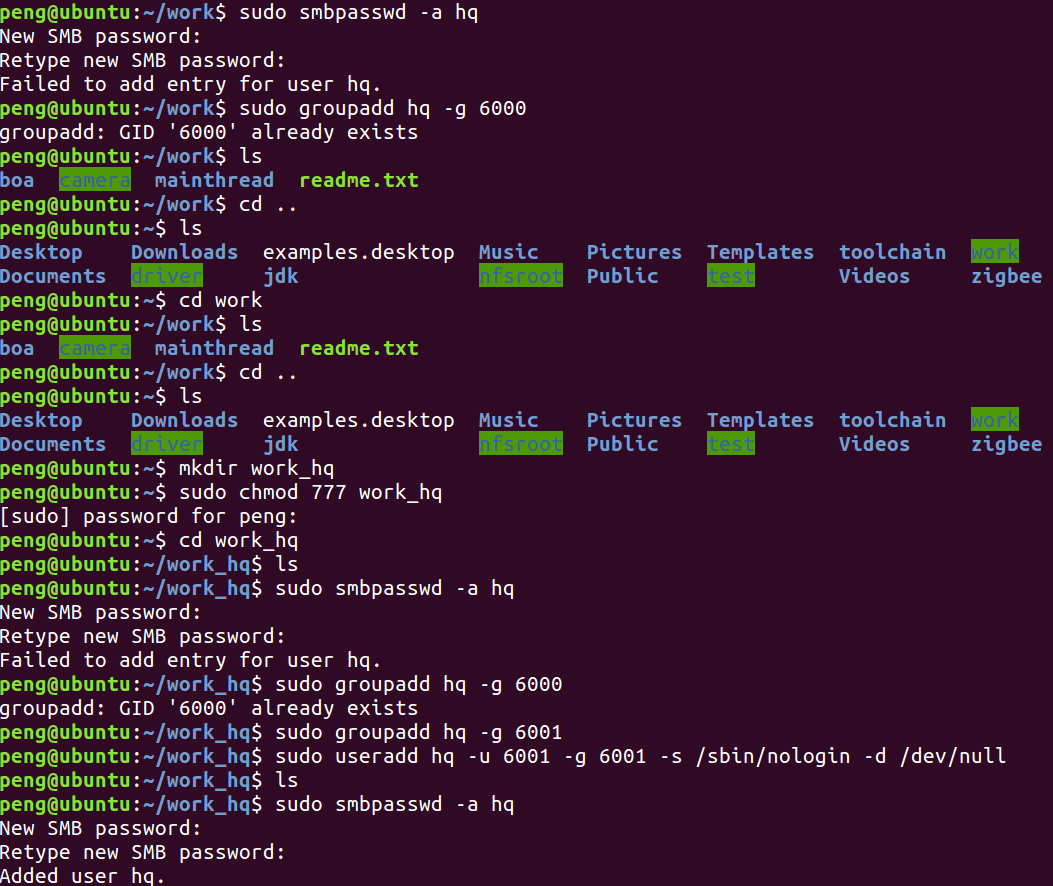 peng@ubuntu:~/work$ sudo smbpasswd -a hq
New SMB password:
Retype new SMB password:
Failed to add entry for user hq.
peng@ubuntu:~/work$ sudo groupadd hq -g 6000
groupadd: GID '6000' already exists
peng@ubuntu:~/work$ ls
boa  camera  mainthread  readme.txt
peng@ubuntu:~/work$ cd ..
peng@ubuntu:~$ ls
Desktop    Downloads  examples.desktop  Music    Pictures  Templates  toolchain  work
Documents  driver     jdk               nfsroot  Public    test       Videos     zigbee
peng@ubuntu:~$ cd work
peng@ubuntu:~/work$ ls
boa  camera  mainthread  readme.txt
peng@ubuntu:~/work$ cd ..
peng@ubuntu:~$ ls
Desktop    Downloads  examples.desktop  Music    Pictures  Templates  toolchain  work
Documents  driver     jdk               nfsroot  Public    test       Videos     zigbee
peng@ubuntu:~$ mkdir work_hq
peng@ubuntu:~$ sudo chmod 777 work_hq
[sudo] password for peng:
peng@ubuntu:~$ cd work_hq
peng@ubuntu:~/work_hq$ ls
peng@ubuntu:~/work_hq$ sudo smbpasswd -a hq
New SMB password:
Retype new SMB password:
Failed to add entry for user hq.
peng@ubuntu:~/work_hq$ sudo groupadd hq -g 6000
groupadd: GID '6000' already exists
peng@ubuntu:~/work_hq$ sudo groupadd hq -g 6001
peng@ubuntu:~/work_hq$ sudo useradd hq -u 6001 -g 6001 -s /sbin/nologin -d /dev/null
peng@ubuntu:~/work_hq$ ls
peng@ubuntu:~/work_hq$ sudo smbpasswd -a hq
New SMB password:
Retype new SMB password:
Added user hq.